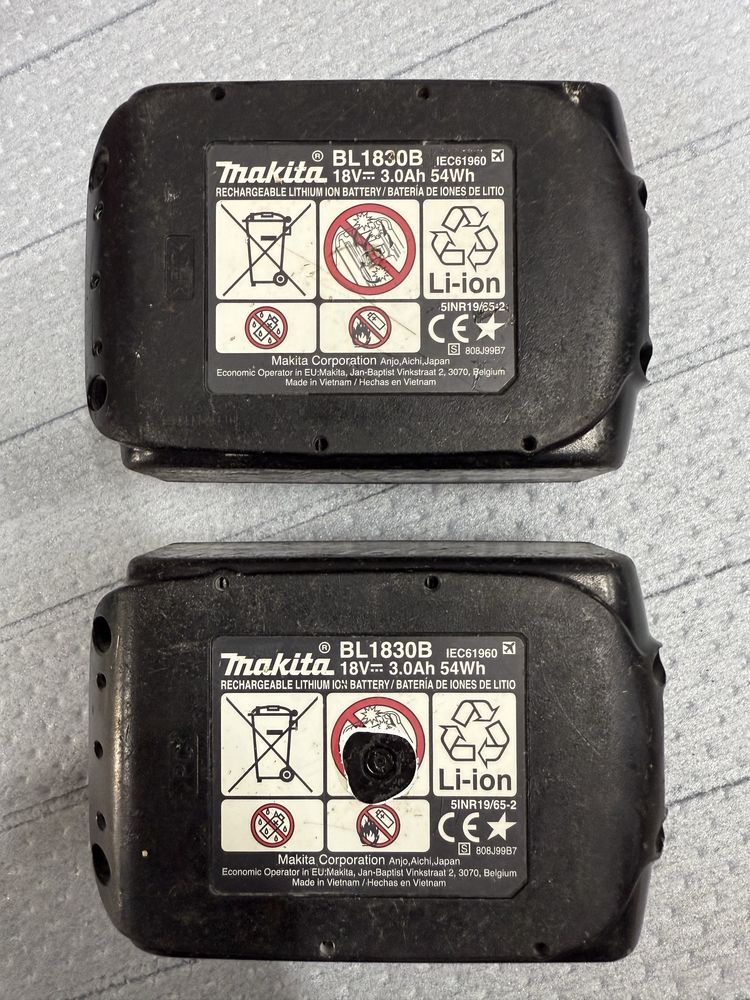 makita® BL1830B IEC61960
18V⎓ 3.0Ah 54Wh
RECHARGEABLE LITHIUM ION BATTERY / BATERÍA DE IONES DE LITIO
Li-ion
5INR19/65-2
CE
S 808J99B7
Makita Corporation Anjo,Aichi,Japan
Economic Operator in EU:Makita, Jan-Baptist Vinkstraat 2, 3070, Belgium
Made in Vietnam / Hechas en Vietnam
makita® BL1830B IEC61960
18V⎓ 3.0Ah 54Wh
RECHARGEABLE LITHIUM ION BATTERY / BATERÍA DE IONES DE LITIO
Li-ion
5INR19/65-2
CE
S 808J99B7
Makita Corporation Anjo,Aichi,Japan
Economic Operator in EU:Makita, Jan-Baptist Vinkstraat 2, 3070, Belgium
Made in Vietnam / Hechas en Vietnam